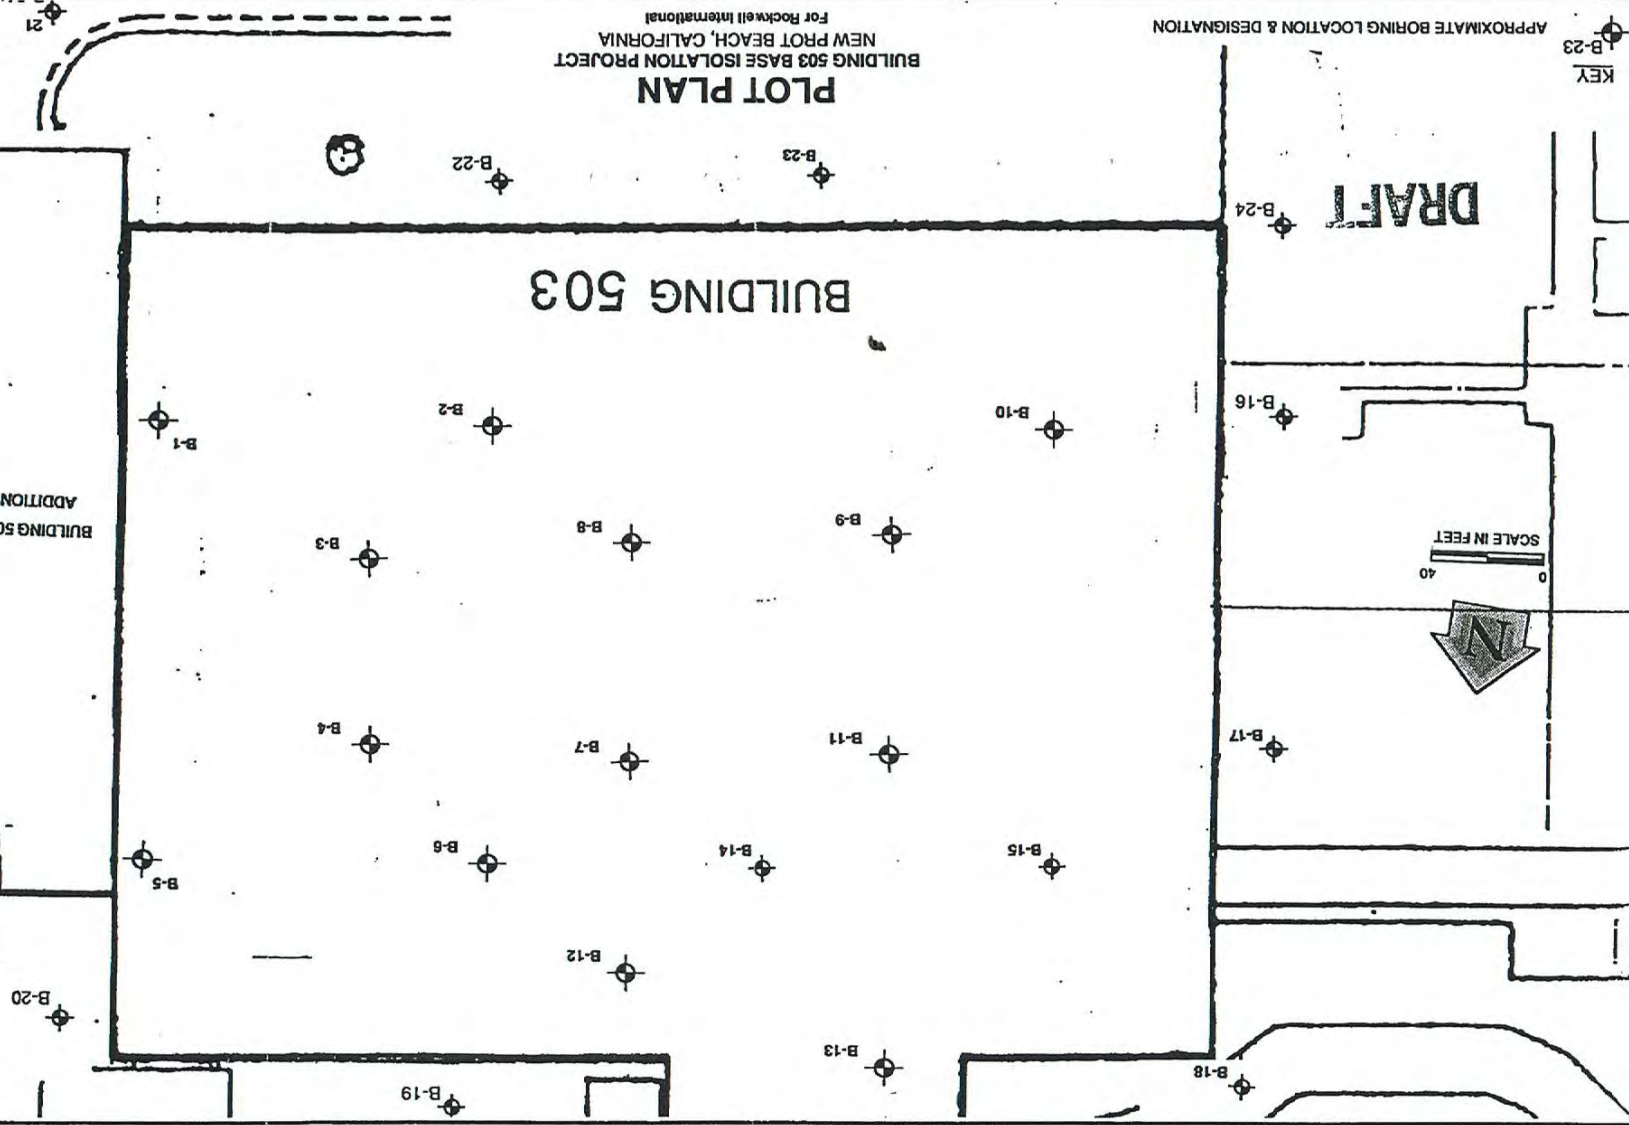 B-19
B-18
B-13
B-20
B-12
B-5
B-15
B-14
B-6
B-17
B-11
B-7
B-4
N
0 40
SCALE IN FEET
B-3
BUILDING 50
ADDITION
B-8
B-9
B-1
B-10
B-2
B-16
BUILDING 503
B-24
DRAFT
B-22
B-23
PLOT PLAN
BUILDING 503 BASE ISOLATION PROJECT
NEW PROT BEACH, CALIFORNIA
For Rockwell International
KEY
B-23
APPROXIMATE BORING LOCATION & DESIGNATION
21